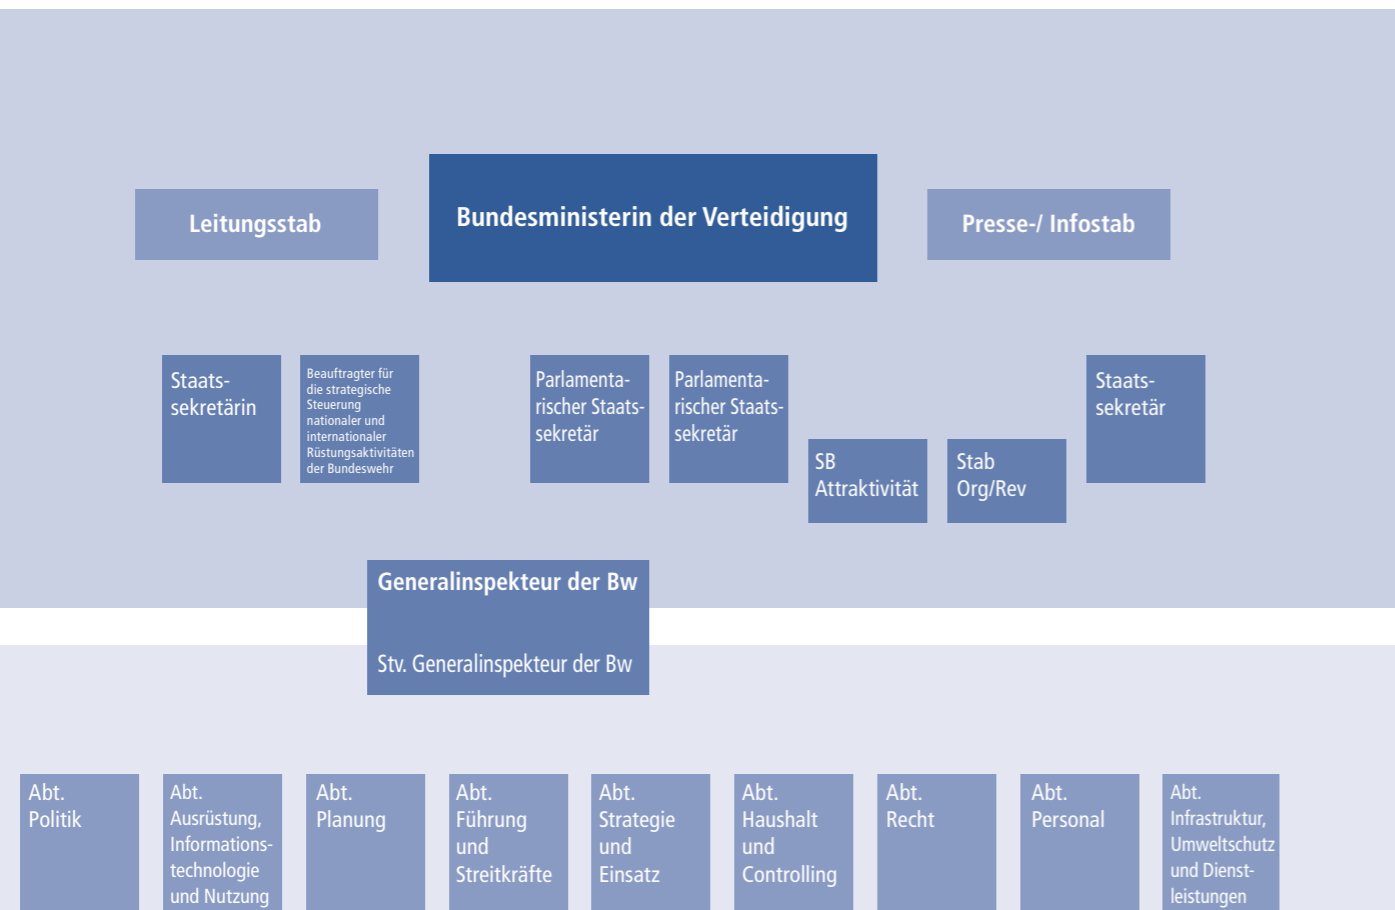 Leitungsstab
Bundesministerin der Verteidigung
Presse-/ Infostab
Staats-
sekretärin
Beauftragter für
die strategische
Steuerung
nationaler und
internationaler
Rüstungsaktivitäten
der Bundeswehr
Parlamenta-
rischer Staats-
sekretär
Parlamenta-
rischer Staats-
sekretär
SB
Attraktivität
Stab
Org/Rev
Staats-
sekretär
Generalinspekteur der Bw
Stv. Generalinspekteur der Bw
Abt.
Politik
Abt.
Ausrüstung,
Informations-
technologie
und Nutzung
Abt.
Planung
Abt.
Führung
und
Streitkräfte
Abt.
Strategie
und
Einsatz
Abt.
Haushalt
und
Controlling
Abt.
Recht
Abt.
Personal
Abt.
Infrastruktur,
Umweltschutz
und Dienst-
leistungen